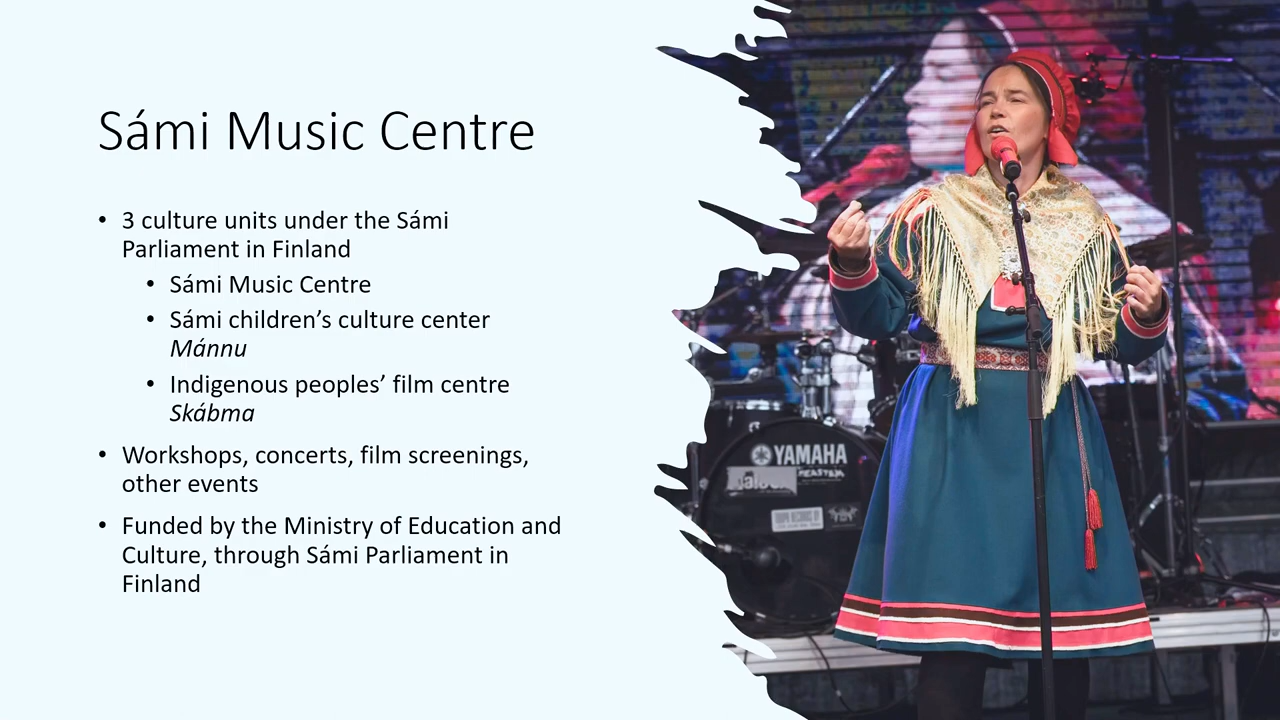 Sámi Music Centre
• 3 culture units under the Sámi
Parliament in Finland
• Sámi Music Centre
• Sámi children’s culture center
Mánnu
• Indigenous peoples’ film centre
Skábma
• Workshops, concerts, film screenings,
other events
• Funded by the Ministry of Education and
Culture, through Sámi Parliament in
Finland
YAMAHA